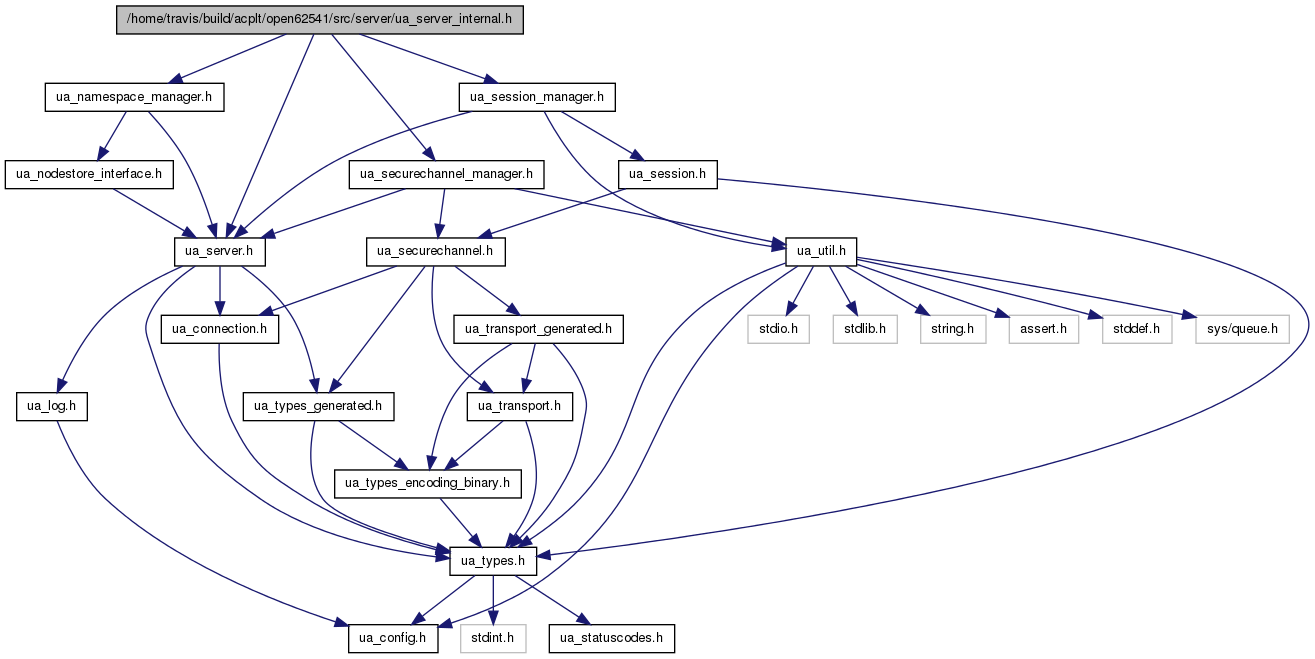 /home/travis/build/acplt/open62541/src/server/ua_server_internal.h
ua_namespace_manager.h
ua_session_manager.h
ua_nodestore_interface.h
ua_securechannel_manager.h
ua_session.h
ua_server.h
ua_securechannel.h
ua_util.h
ua_connection.h
ua_transport_generated.h
stdio.h
stdlib.h
string.h
assert.h
stddef.h
sys/queue.h
ua_log.h
ua_types_generated.h
ua_transport.h
ua_types_encoding_binary.h
ua_types.h
ua_config.h
stdint.h
ua_statuscodes.h